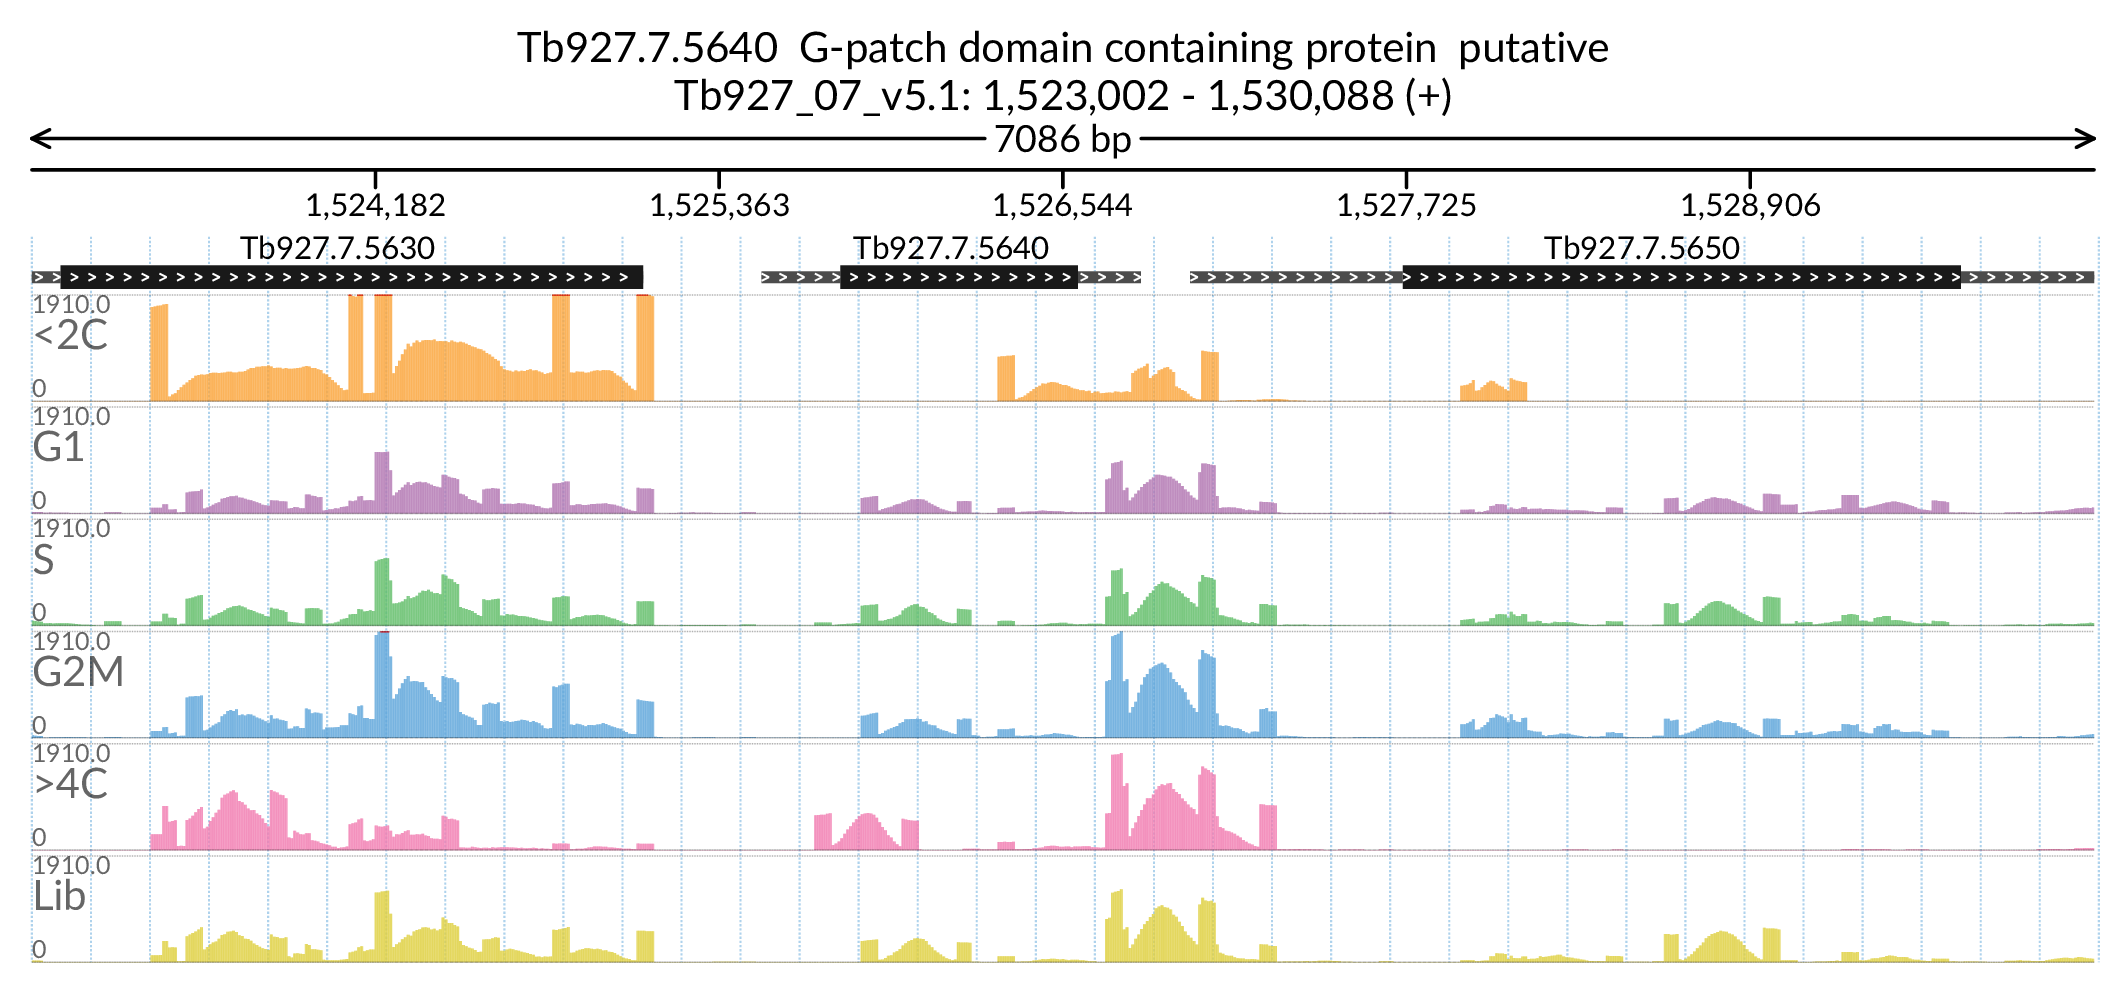 Tb927.7.5640  G-patch domain containing protein  putative
Tb927_07_v5.1: 1,523,002 - 1,530,088 (+)
7086 bp
1,524,182 1,525,363 1,526,544 1,527,725 1,528,906
Tb927.7.5630 Tb927.7.5640 Tb927.7.5650
1910.0
<2C
0
1910.0
G1
0
1910.0
S
0
1910.0
G2M
0
1910.0
>4C
0
1910.0
Lib
0